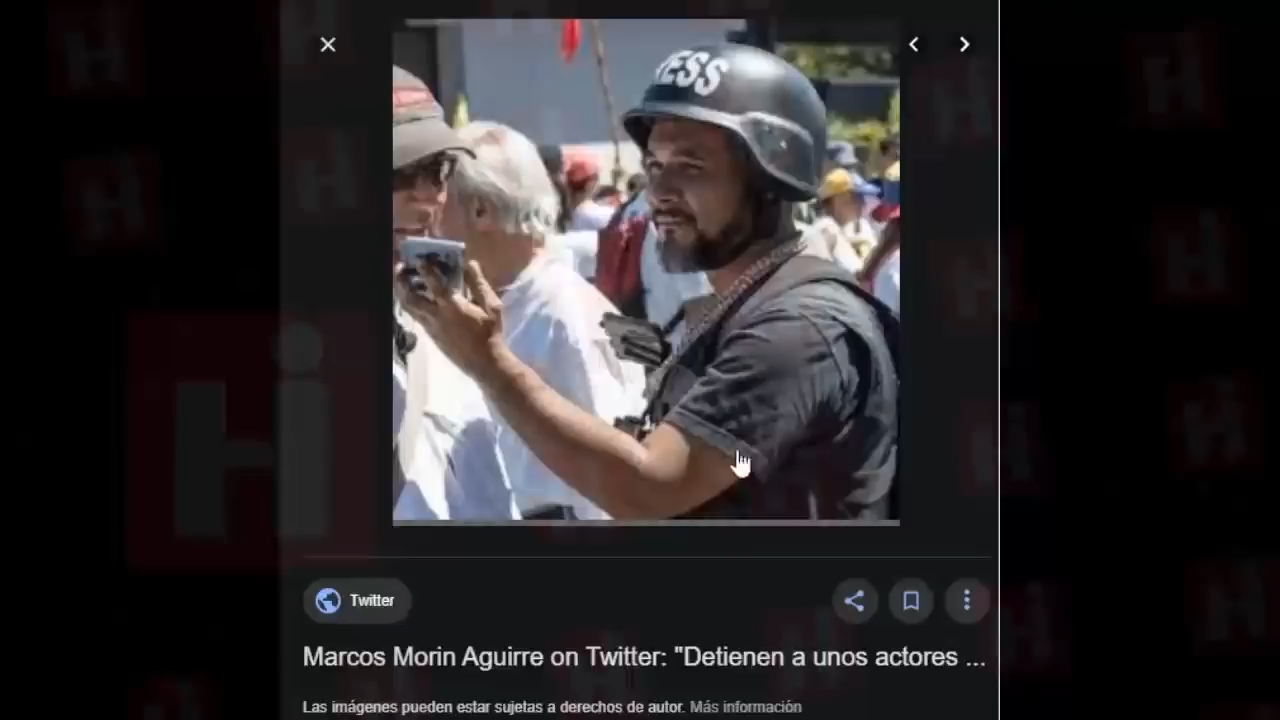 ESS
Twitter
Marcos Morin Aguirre on Twitter: "Detienen a unos actores ...
Las imágenes pueden estar sujetas a derechos de autor. Más información
Hi